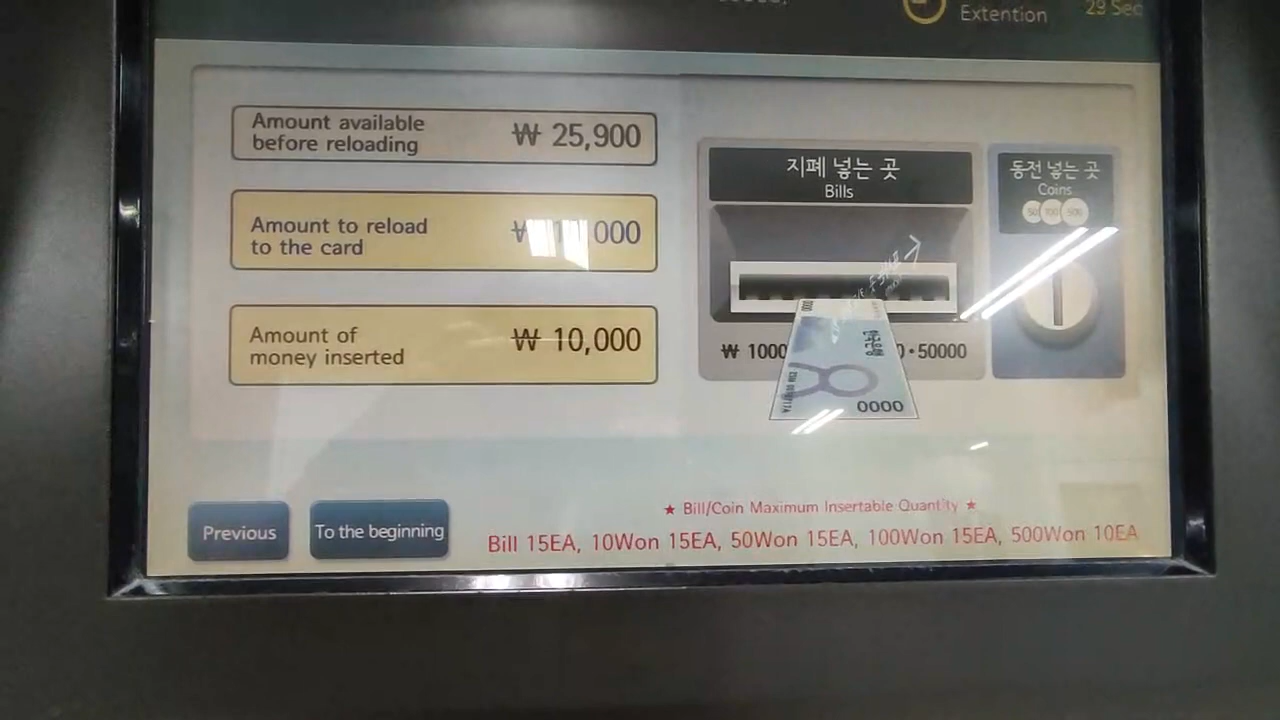 Extention
29 Sec
Amount available
before reloading
₩ 25,900
Amount to reload
to the card
000
Amount of
money inserted
₩ 10,000
지폐 넣는 곳
Bills
동전 넣는 곳
Coins
50 100 500
₩ 1000
50000
0000
Previous
To the beginning
★ Bill/Coin Maximum Insertable Quantity ★
Bill 15EA, 10Won 15EA, 50Won 15EA, 100Won 15EA, 500Won 10EA